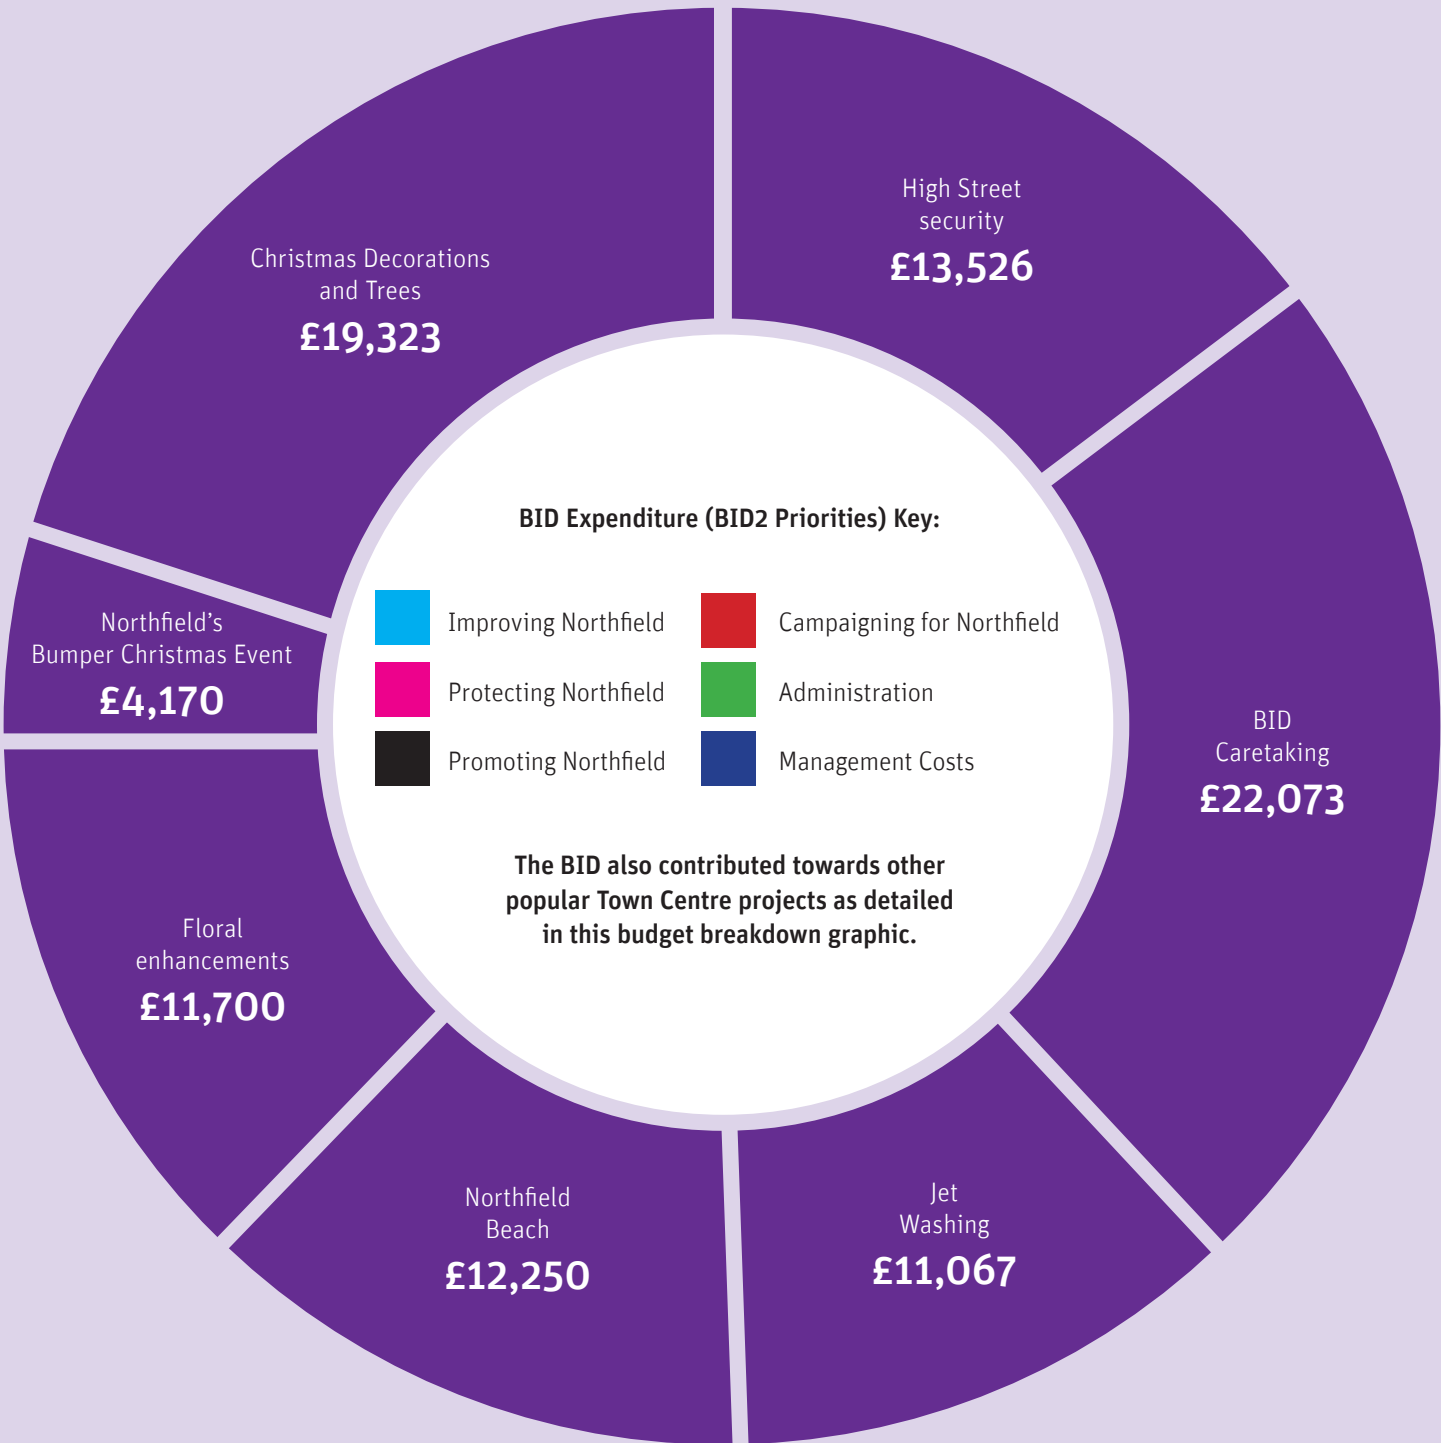 High Street
security
£13,526
Christmas Decorations
and Trees
£19,323
BID Expenditure (BID2 Priorities) Key:
Improving Northfield
Campaigning for Northfield
Protecting Northfield
Administration
Promoting Northfield
Management Costs
The BID also contributed towards other
popular Town Centre projects as detailed
in this budget breakdown graphic.
Northfield’s
Bumper Christmas Event
£4,170
BID
Caretaking
£22,073
Floral
enhancements
£11,700
Northfield
Beach
£12,250
Jet
Washing
£11,067